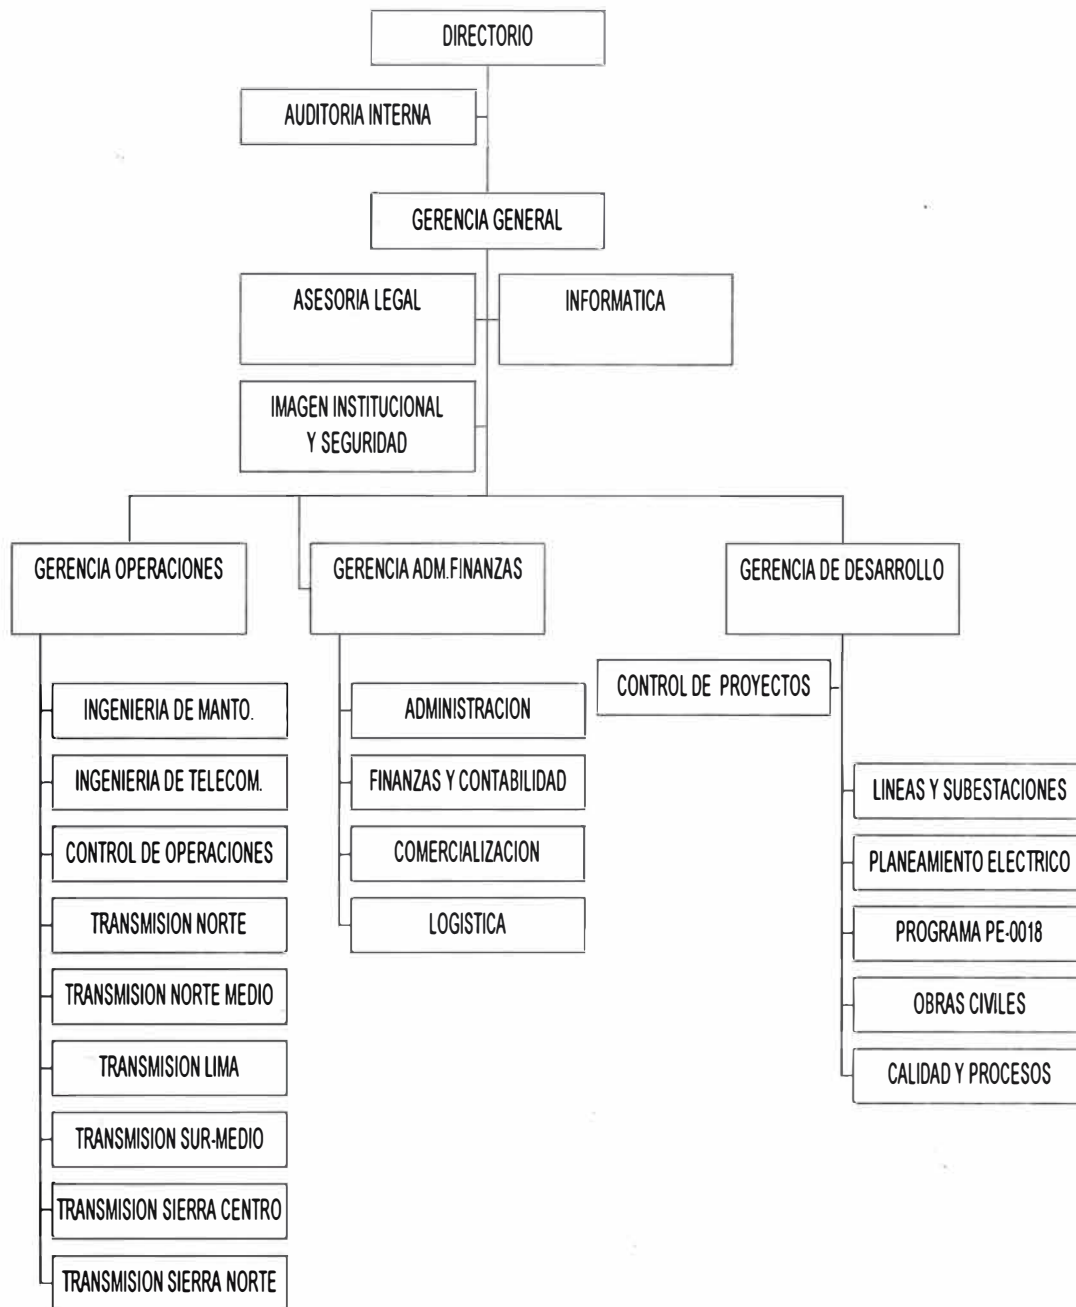 DIRECTORIO
AUDITORIA INTERNA
GERENCIA GENERAL
ASESORIA LEGAL
INFORMATICA
IMAGEN INSTITUCIONAL
Y SEGURIDAD
GERENCIA OPERACIONES
INGENIERIA DE MANTO.
INGENIERIA DE TELECOM.
CONTROL DE OPERACIONES
TRANSMISION NORTE
TRANSMISION NORTE MEDIO
TRANSMISION LIMA
TRANSMISION SUR-MEDIO
TRANSMISION SIERRA CENTRO
TRANSMISION SIERRA NORTE
GERENCIA ADM.FINANZAS
ADMINISTRACION
FINANZAS Y CONTABILIDAD
COMERCIALIZACION
LOGISTICA
GERENCIA DE DESARROLLO
CONTROL DE PROYECTOS
LINEAS Y SUBESTACIONES
PLANEAMIENTO ELECTRICO
PROGRAMA PE-0018
OBRAS CIVILES
CALIDAD Y PROCESOS